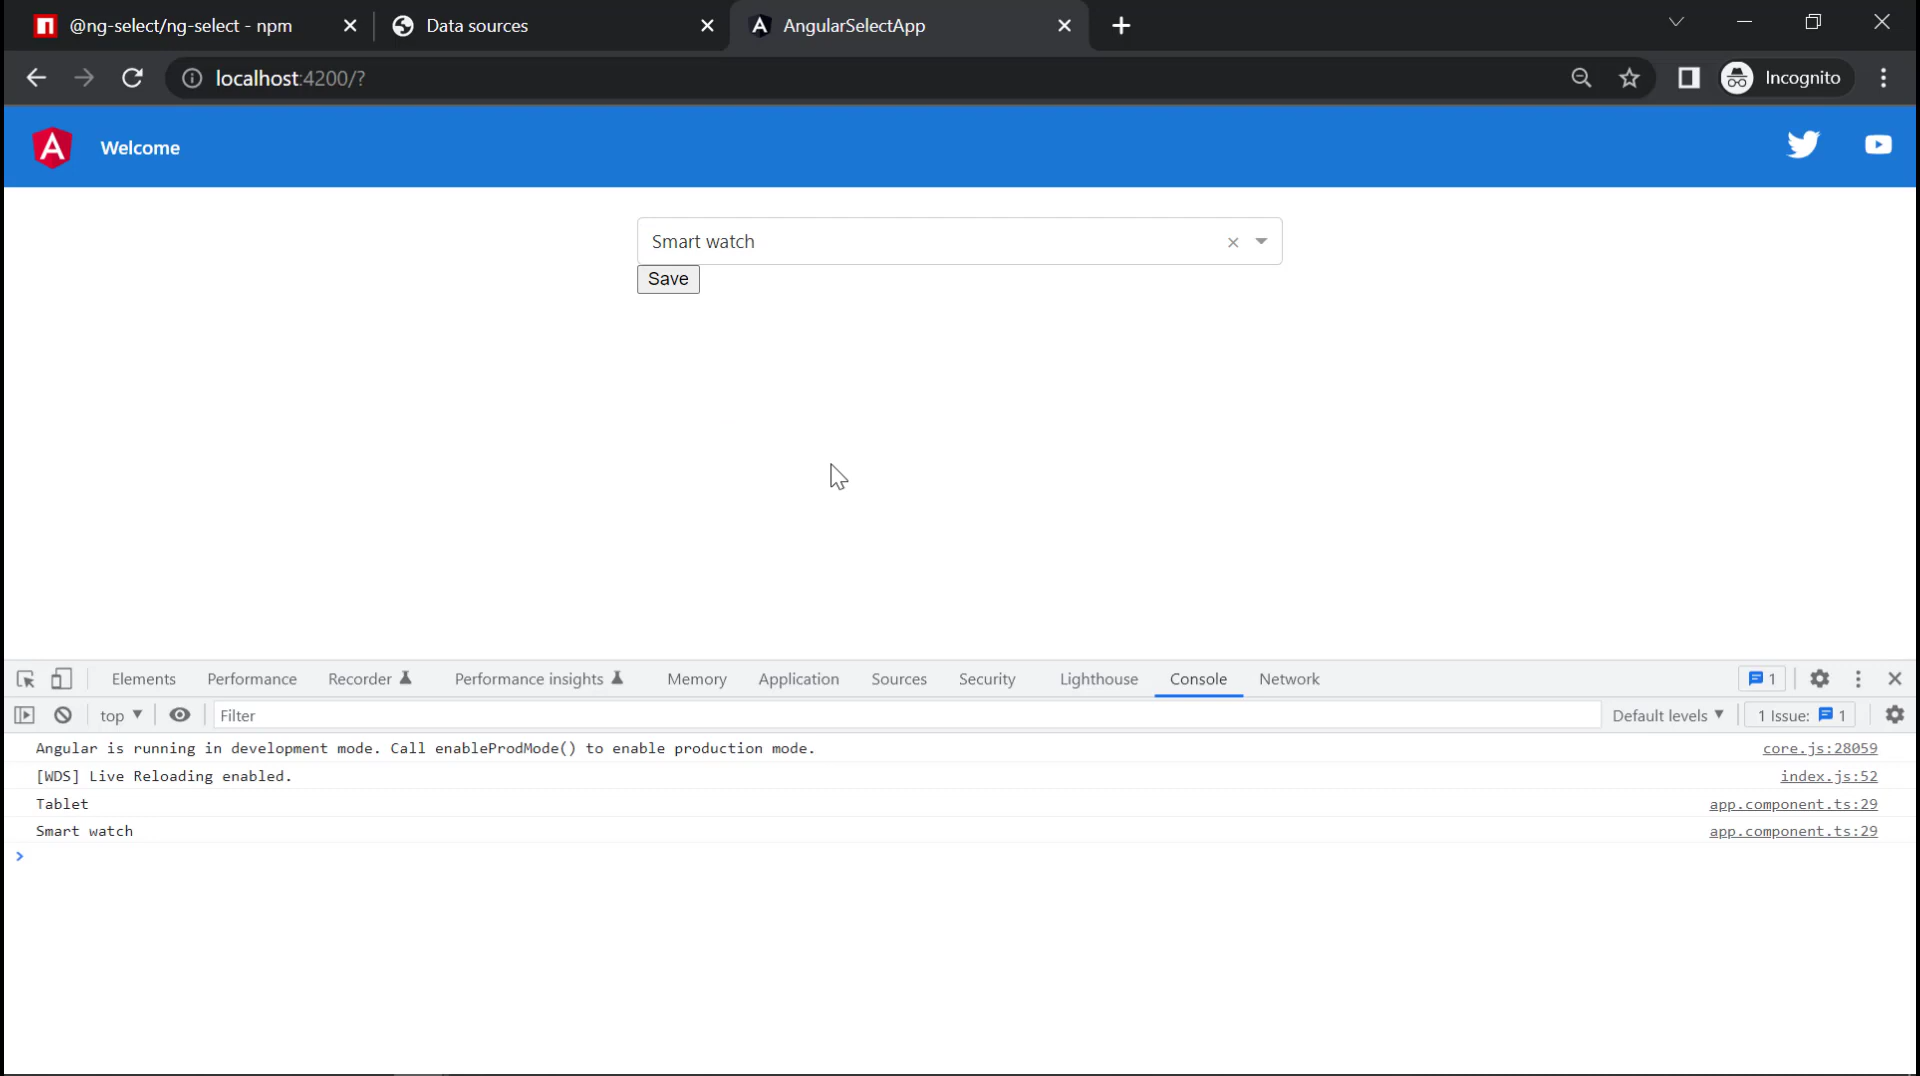 @ng-select/ng-select - npm
Data sources
AngularSelectApp
localhost:4200/?
Incognito
Welcome
Smart watch
Save
Elements Performance Recorder Performance insights Memory Application Sources Security Lighthouse Console Network 1
top Filter Default levels 1 Issue: 1
Angular is running in development mode. Call enableProdMode() to enable production mode. core.js:28059
[WDS] Live Reloading enabled. index.js:52
Tablet app.component.ts:29
Smart watch app.component.ts:29